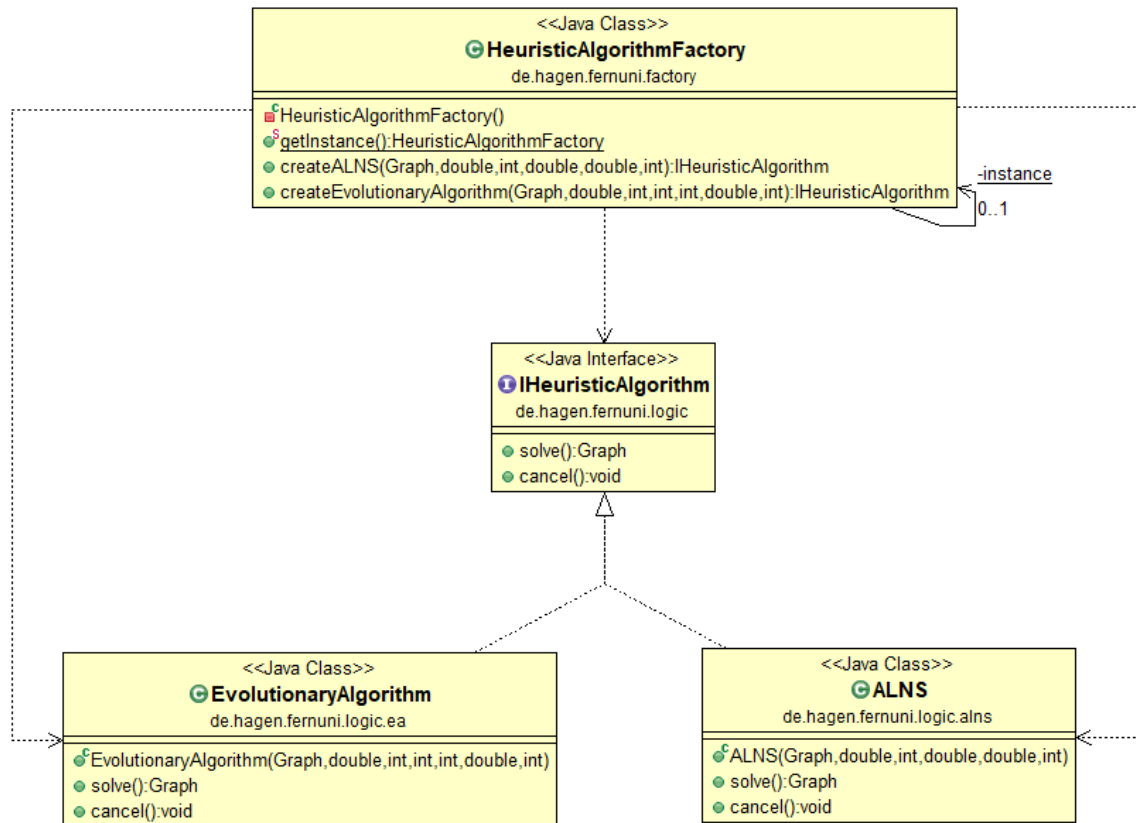 <<Java Class>>
HeuristicAlgorithmFactory
de.hagen.fernuni.factory
HeuristicAlgorithmFactory()
getInstance():HeuristicAlgorithmFactory
createALNS(Graph,double,int,double,double,int):IHeuristicAlgorithm
createEvolutionaryAlgorithm(Graph,double,int,int,int,double,int):IHeuristicAlgorithm
-instance
0..1
<<Java Interface>>
IHeuristicAlgorithm
de.hagen.fernuni.logic
solve():Graph
cancel():void
<<Java Class>>
EvolutionaryAlgorithm
de.hagen.fernuni.logic.ea
EvolutionaryAlgorithm(Graph,double,int,int,int,double,int)
solve():Graph
cancel():void
<<Java Class>>
ALNS
de.hagen.fernuni.logic.alns
ALNS(Graph,double,int,double,double,int)
solve():Graph
cancel():void